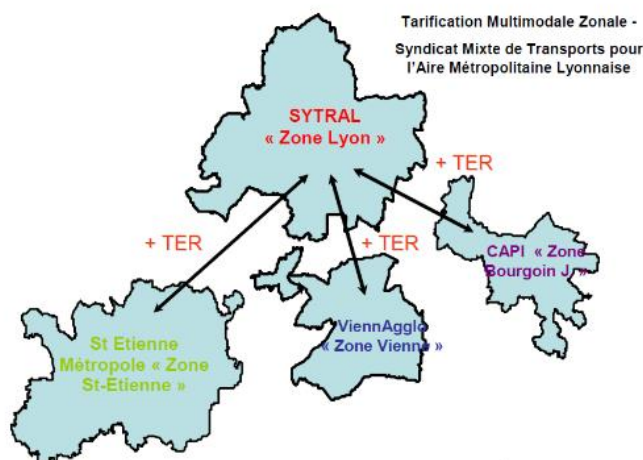 Tarification Multimodale Zonale -
Syndicat Mixte de Transports pour
l'Aire Métropolitaine Lyonnaise
SYTRAL
« Zone Lyon »
+ TER
+ TER
+ TER
CAPI « Zone
Bourgoin J. »
ViennAgglo
« Zone Vienne »
St Etienne
Métropole « Zone
St-Etienne »